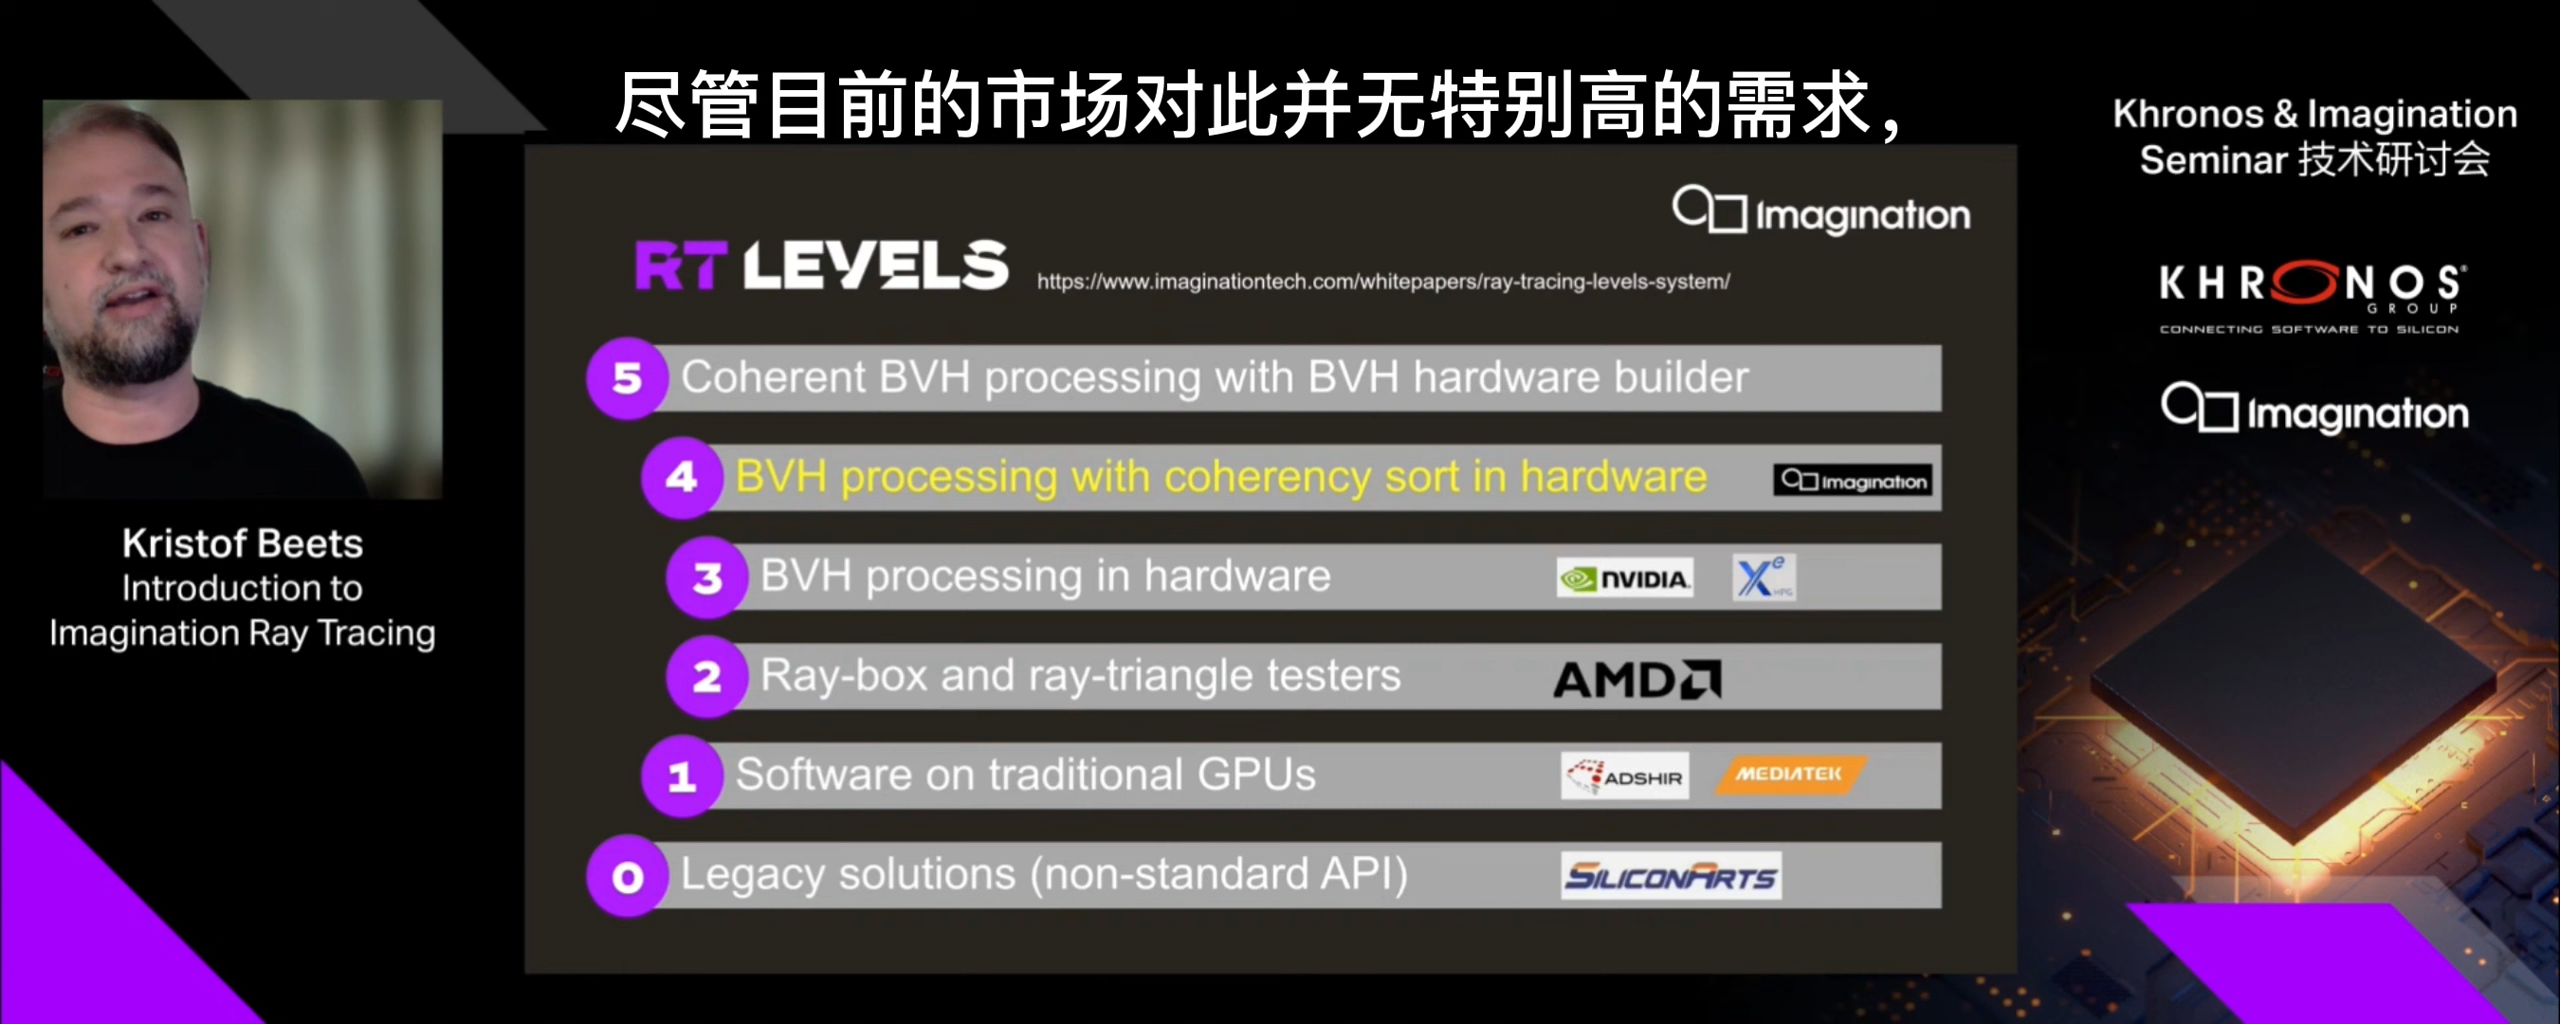 尽管目前的市场对此并无特别高的需求，
Kristof Beets
Introduction to
Imagination Ray Tracing
Imagination
RT LEVELS
https://www.imaginationtech.com/whitepapers/ray-tracing-levels-system/
5 Coherent BVH processing with BVH hardware builder
4 BVH processing with coherency sort in hardware Imagination
3 BVH processing in hardware NVIDIA. Xe HPG
2 Ray-box and ray-triangle testers AMD
1 Software on traditional GPUs ADSHIR MEDIATEK
0 Legacy solutions (non-standard API) SILICONARTS
Khronos & Imagination
Seminar 技术研讨会
KHRONOS®
GROUP
CONNECTING SOFTWARE TO SILICON
Imagination